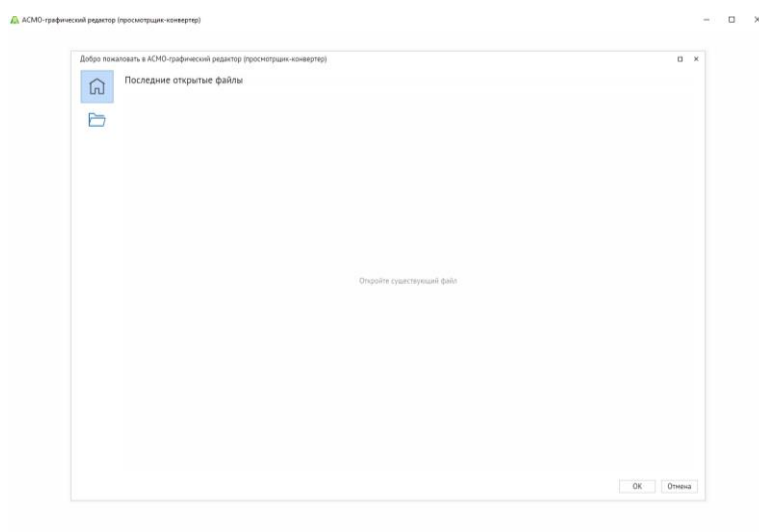 АСМО-графический редактор (просмотрщик-конвертер)
Добро пожаловать в АСМО-графический редактор (просмотрщик-конвертер)
Последние открытые файлы
Откройте существующий файл
ОК Отмена